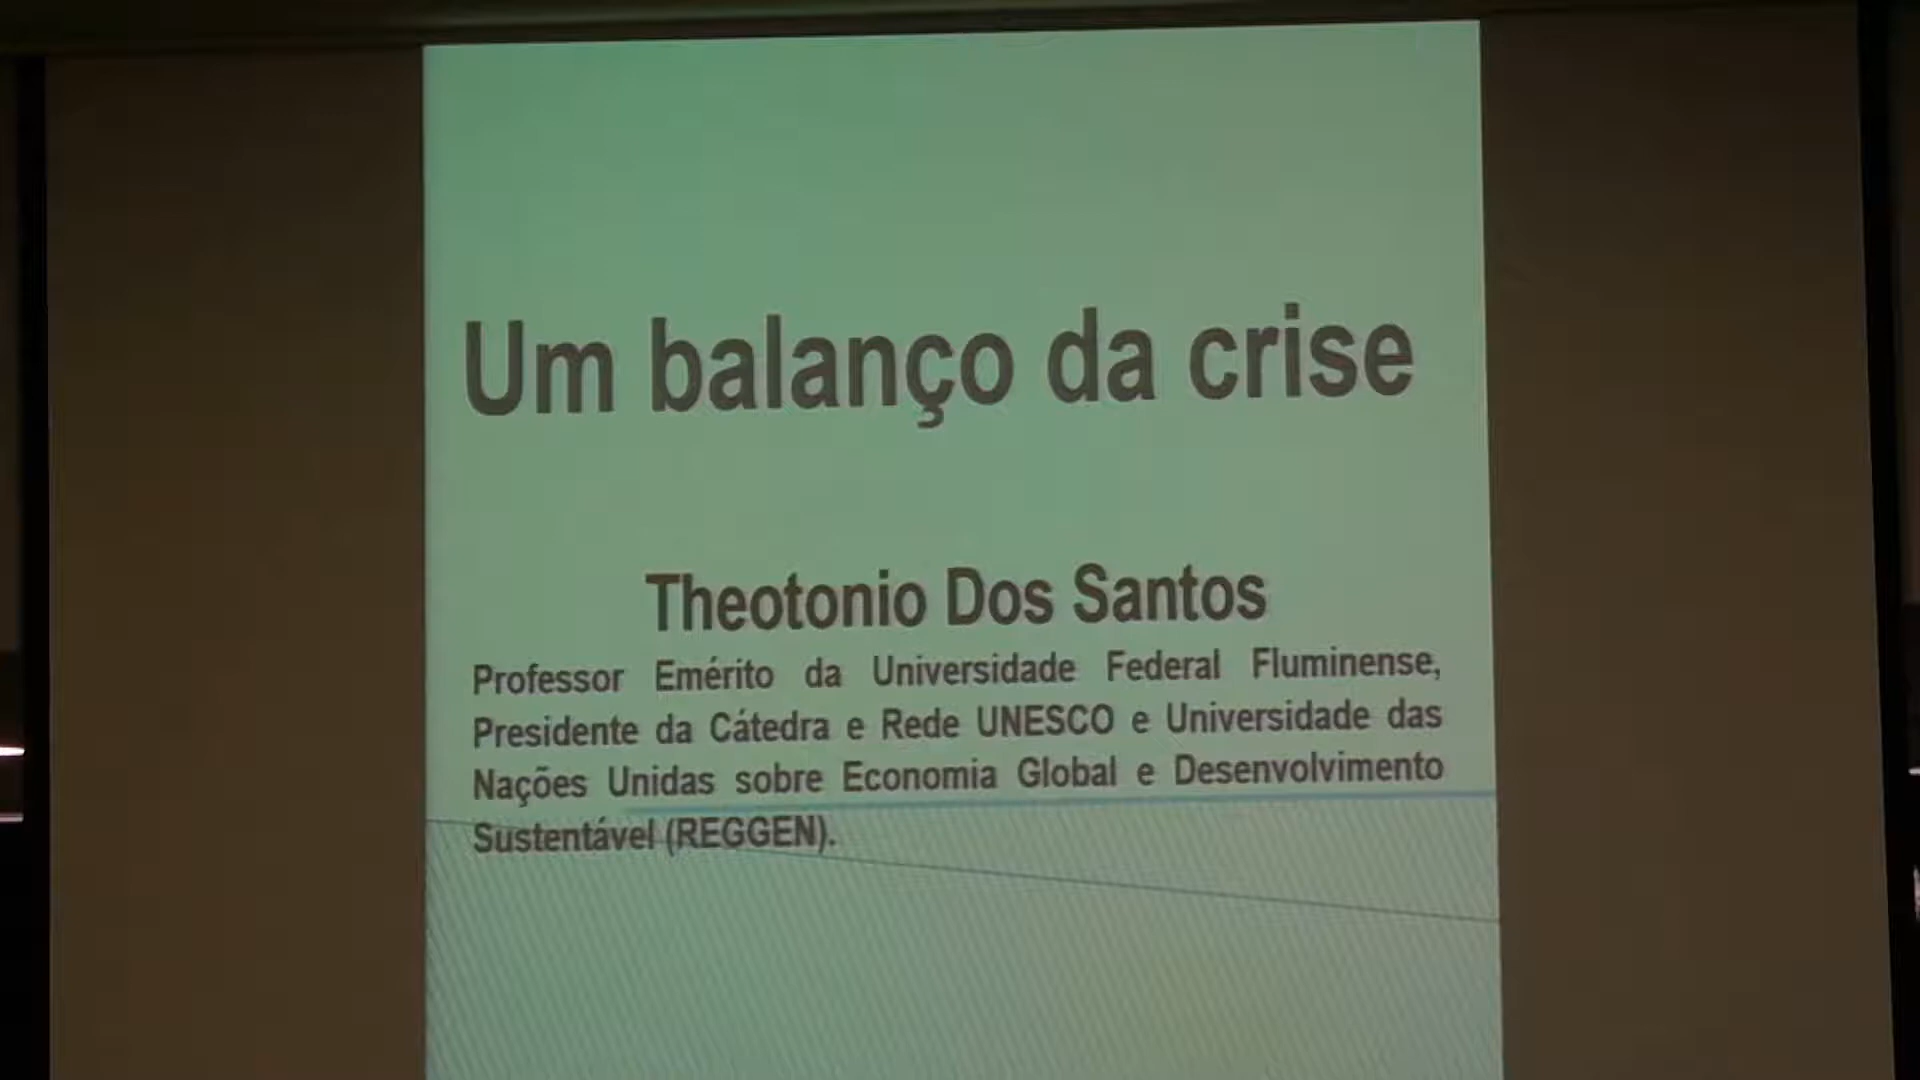 Um balanço da crise
Theotonio Dos Santos
Professor Emérito da Universidade Federal Fluminense,
Presidente da Cátedra e Rede UNESCO e Universidade das
Nações Unidas sobre Economia Global e Desenvolvimento
Sustentável (REGGEN).